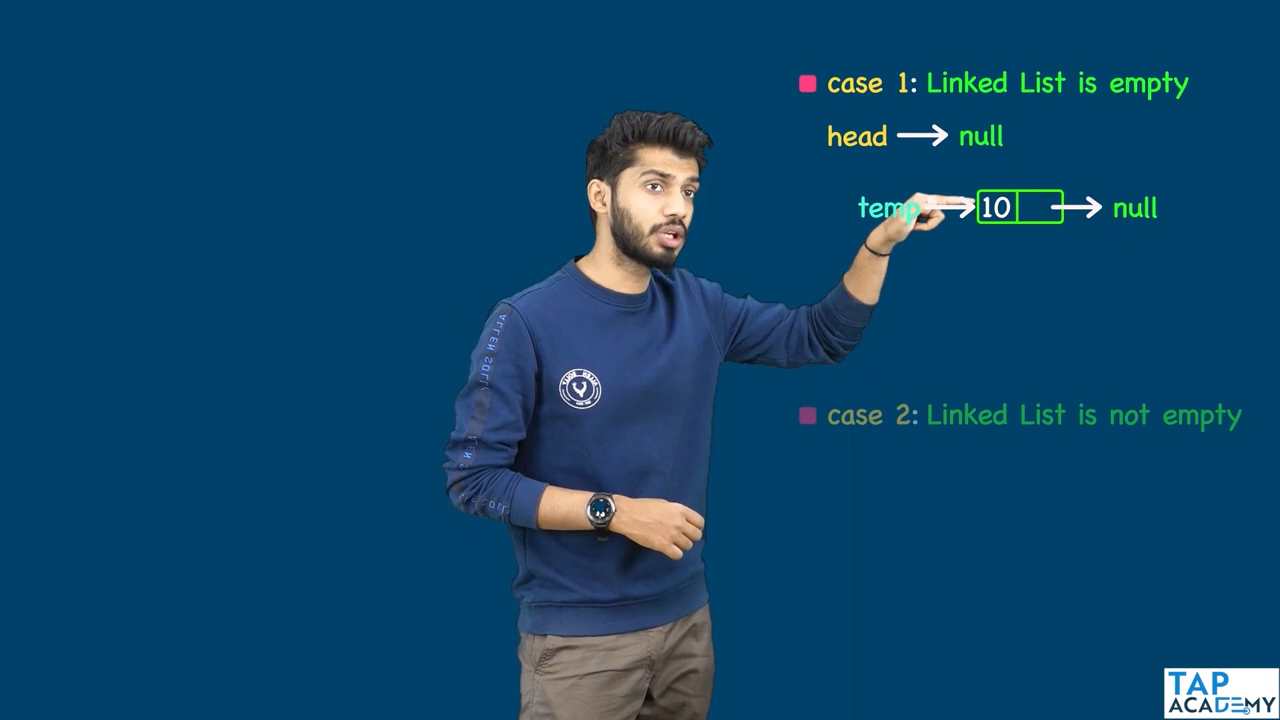 case 1: Linked List is empty
head → null
temp → 10 → null
case 2: Linked List is not empty
TAP
ACADEMY